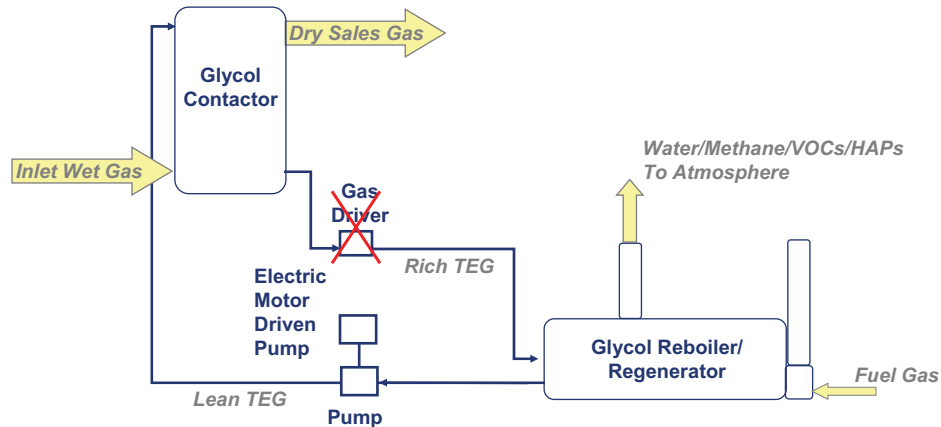 Dry Sales Gas
Glycol
Contactor
Inlet Wet Gas
Water/Methane/VOCs/HAPs
To Atmosphere
Gas
Driver
Rich TEG
Electric
Motor
Driven
Pump
Glycol Reboiler/
Regenerator
Fuel Gas
Lean TEG
Pump